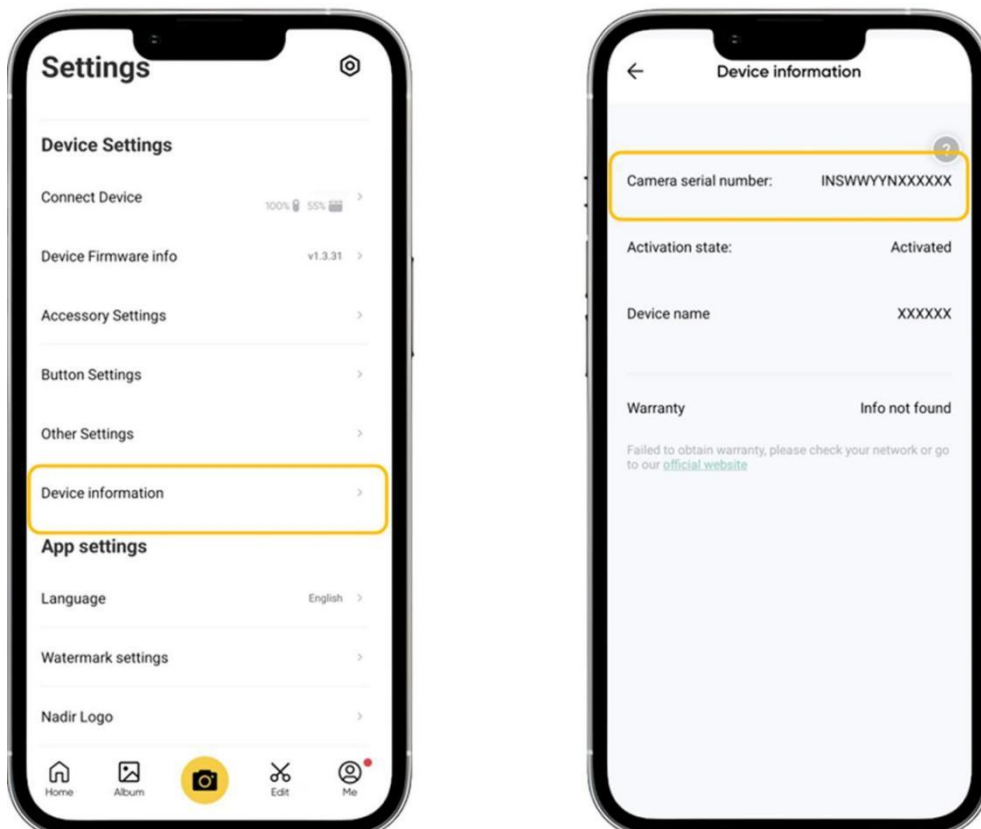 Settings
Device Settings
Connect Device 100% 55%
Device Firmware info v1.3.31
Accessory Settings
Button Settings
Other Settings
Device information
App settings
Language English
Watermark settings
Nadir Logo
Home Album Edit Me
Device information
?
Camera serial number: INSWWYYNXXXXXX
Activation state: Activated
Device name XXXXXX
Warranty Info not found
Failed to obtain warranty, please check your network or go
to our official website